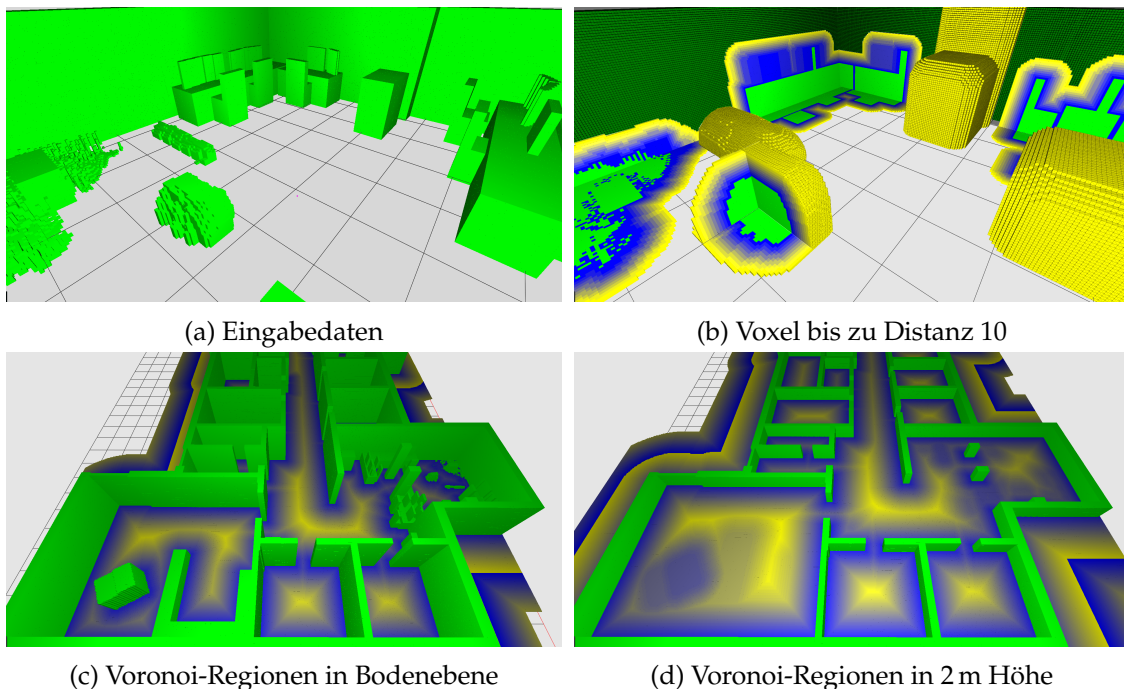 (a) Eingabedaten
(b) Voxel bis zu Distanz 10
(c) Voronoi-Regionen in Bodenebene
(d) Voronoi-Regionen in 2 m Höhe